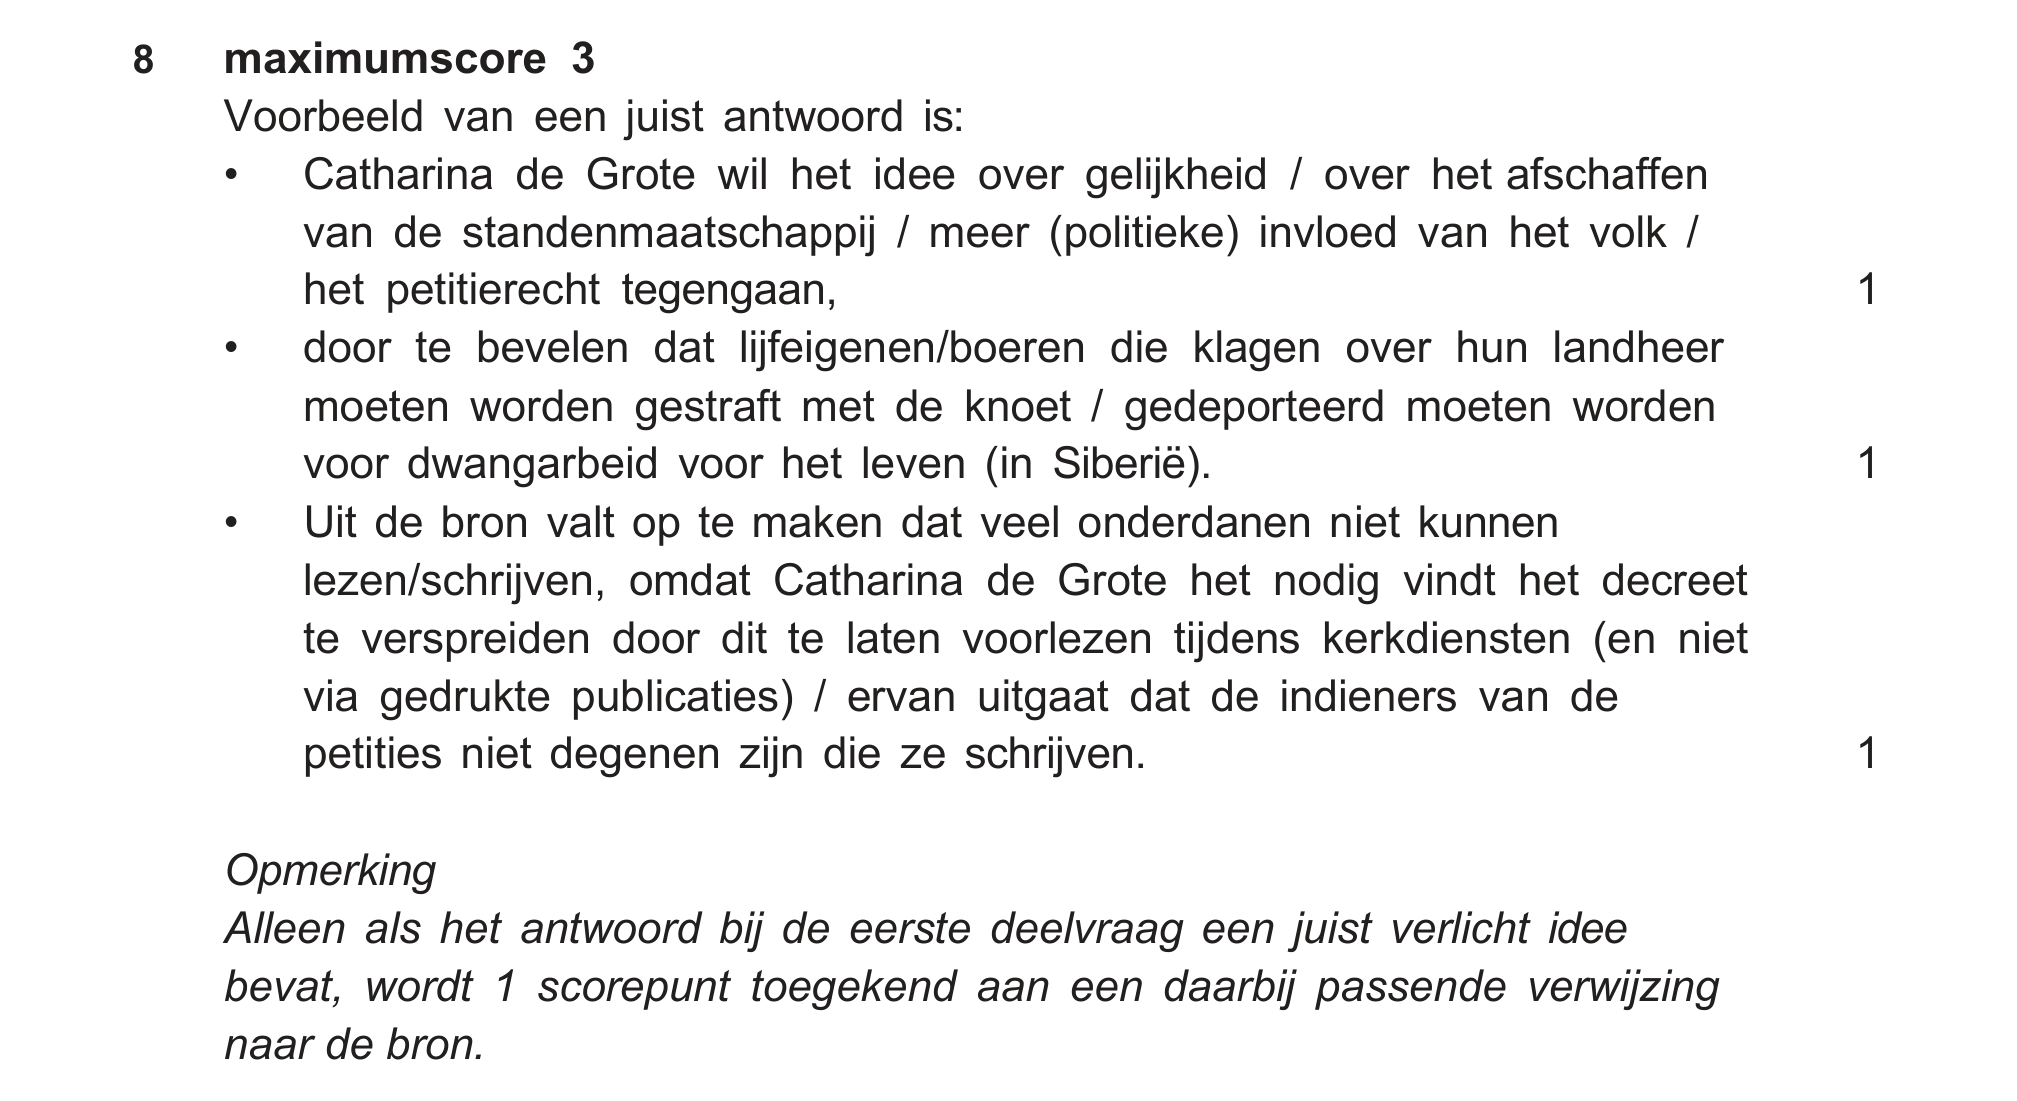 8 maximumscore 3
Voorbeeld van een juist antwoord is:
• Catharina de Grote wil het idee over gelijkheid / over het afschaffen
van de standenmaatschappij / meer (politieke) invloed van het volk /
het petitierecht tegengaan, 1
• door te bevelen dat lijfeigenen/boeren die klagen over hun landheer
moeten worden gestraft met de knoet / gedeporteerd moeten worden
voor dwangarbeid voor het leven (in Siberië). 1
• Uit de bron valt op te maken dat veel onderdanen niet kunnen
lezen/schrijven, omdat Catharina de Grote het nodig vindt het decreet
te verspreiden door dit te laten voorlezen tijdens kerkdiensten (en niet
via gedrukte publicaties) / ervan uitgaat dat de indieners van de
petities niet degenen zijn die ze schrijven. 1
Opmerking
Alleen als het antwoord bij de eerste deelvraag een juist verlicht idee
bevat, wordt 1 scorepunt toegekend aan een daarbij passende verwijzing
naar de bron.